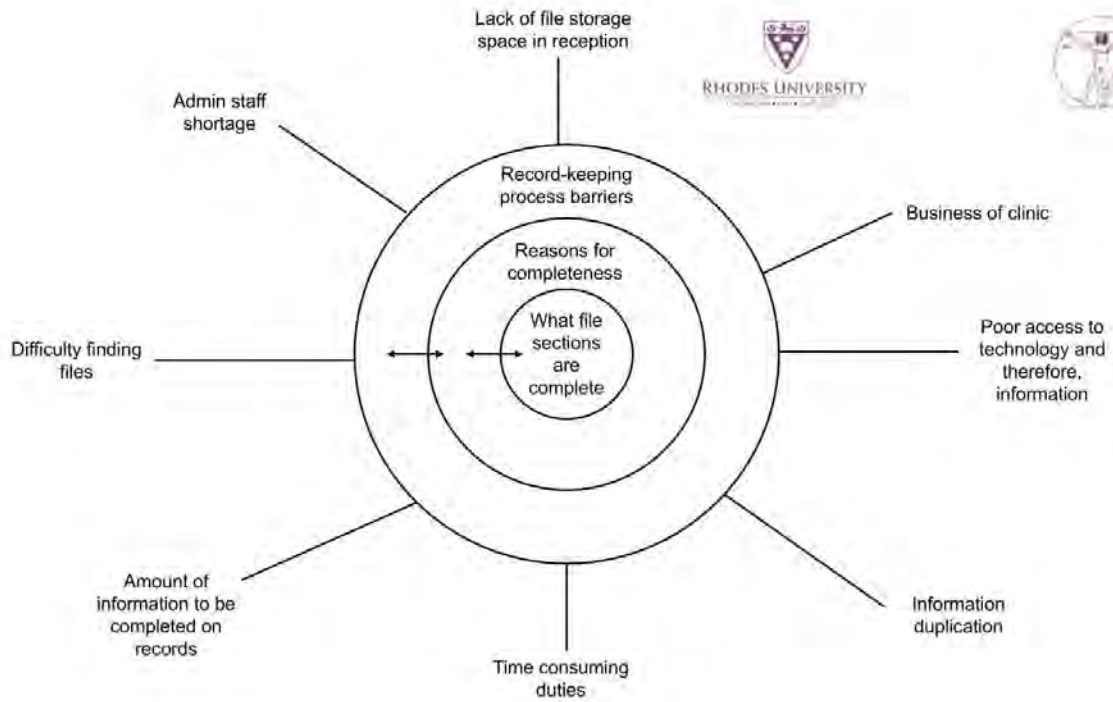 Lack of file storage
space in reception
RHODES UNIVERSITY
Admin staff
shortage
Record-keeping
process barriers
Business of clinic
Reasons for
completeness
What file
sections
are
complete
Difficulty finding
files
Poor access to
technology and
therefore,
information
Amount of
information to be
completed on
records
Information
duplication
Time consuming
duties